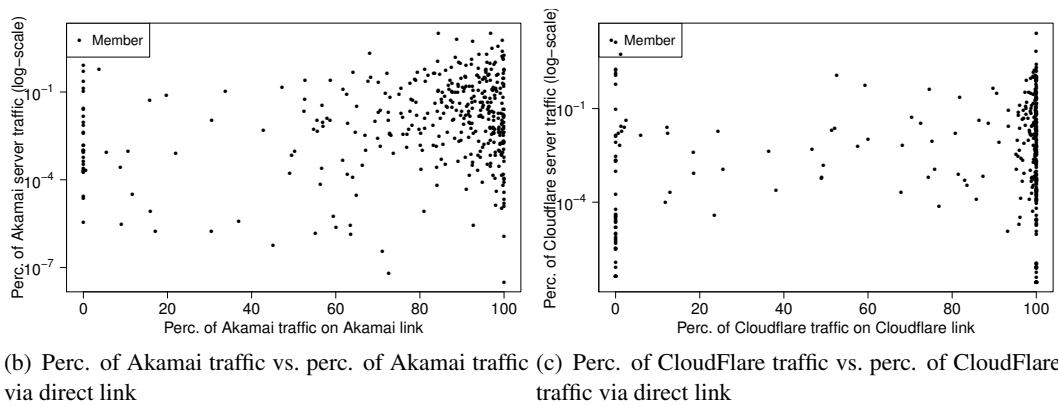 Perc. of Akamai server traffic (log−scale)
10−1
10−4
10−7
Member
0 20 40 60 80 100
Perc. of Akamai traffic on Akamai link
Perc. of Cloudflare server traffic (log−scale)
10−1
10−4
Member
0 20 40 60 80 100
Perc. of Cloudflare traffic on Cloudflare link
(b) Perc. of Akamai traffic vs. perc. of Akamai traffic
via direct link
(c) Perc. of CloudFlare traffic vs. perc. of CloudFlare
traffic via direct link